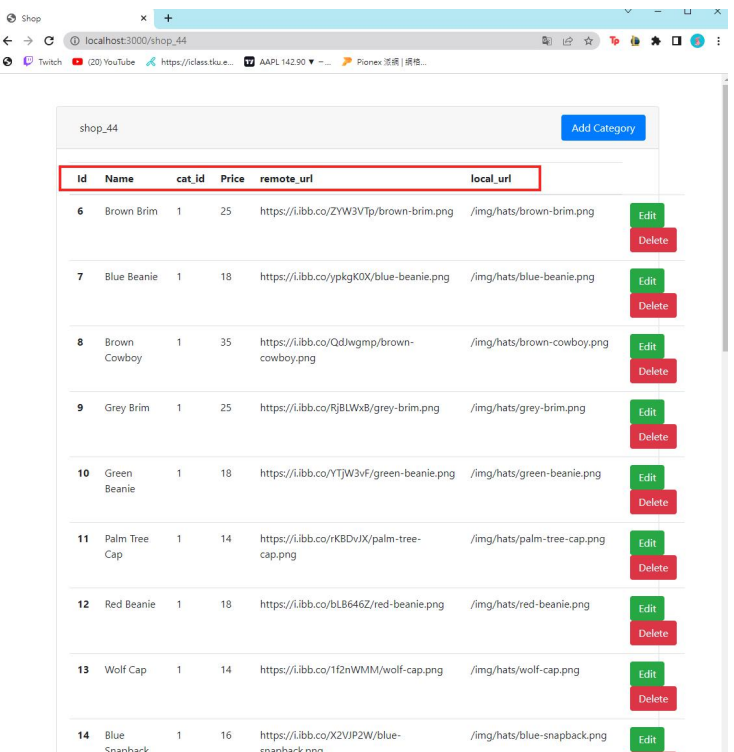 Shop
localhost:3000/shop_44
Twitch (20) YouTube https://iclass.tku.e... AAPL 142.90 ▼ −... Pionex
shop_44
Add Category
Id Name cat_id Price remote_url local_url
6 Brown Brim 1 25 https://i.ibb.co/ZYW3VTp/brown-brim.png /img/hats/brown-brim.png Edit
Delete
7 Blue Beanie 1 18 https://i.ibb.co/ypkgK0X/blue-beanie.png /img/hats/blue-beanie.png Edit
Delete
8 Brown 1 35 https://i.ibb.co/QdJwgmp/brown- /img/hats/brown-cowboy.png Edit
Cowboy cowboy.png Delete
9 Grey Brim 1 25 https://i.ibb.co/RjBLWxB/grey-brim.png /img/hats/grey-brim.png Edit
Delete
10 Green 1 18 https://i.ibb.co/YTjW3vF/green-beanie.png /img/hats/green-beanie.png Edit
Beanie Delete
11 Palm Tree 1 14 https://i.ibb.co/rKBDvJX/palm-tree- /img/hats/palm-tree-cap.png Edit
Cap cap.png Delete
12 Red Beanie 1 18 https://i.ibb.co/bLB646Z/red-beanie.png /img/hats/red-beanie.png Edit
Delete
13 Wolf Cap 1 14 https://i.ibb.co/1f2nWMM/wolf-cap.png /img/hats/wolf-cap.png Edit
Delete
14 Blue 1 16 https://i.ibb.co/X2VJP2W/blue- /img/hats/blue-snapback.png Edit
Snapback snapback.png